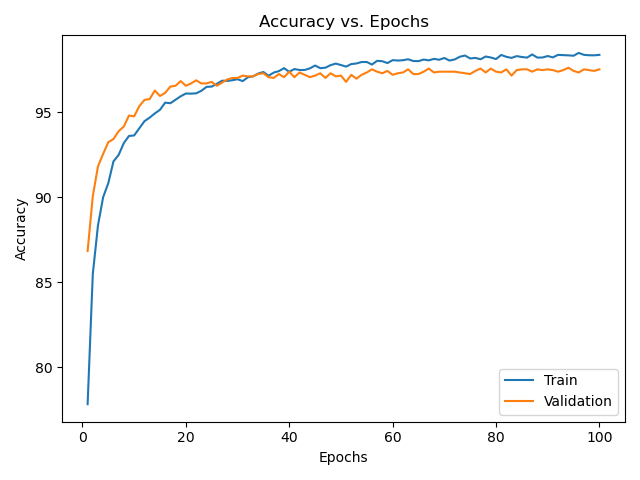 Accuracy vs. Epochs
Accuracy
95
90
85
80
0 20 40 60 80 100
Epochs
Train
Validation